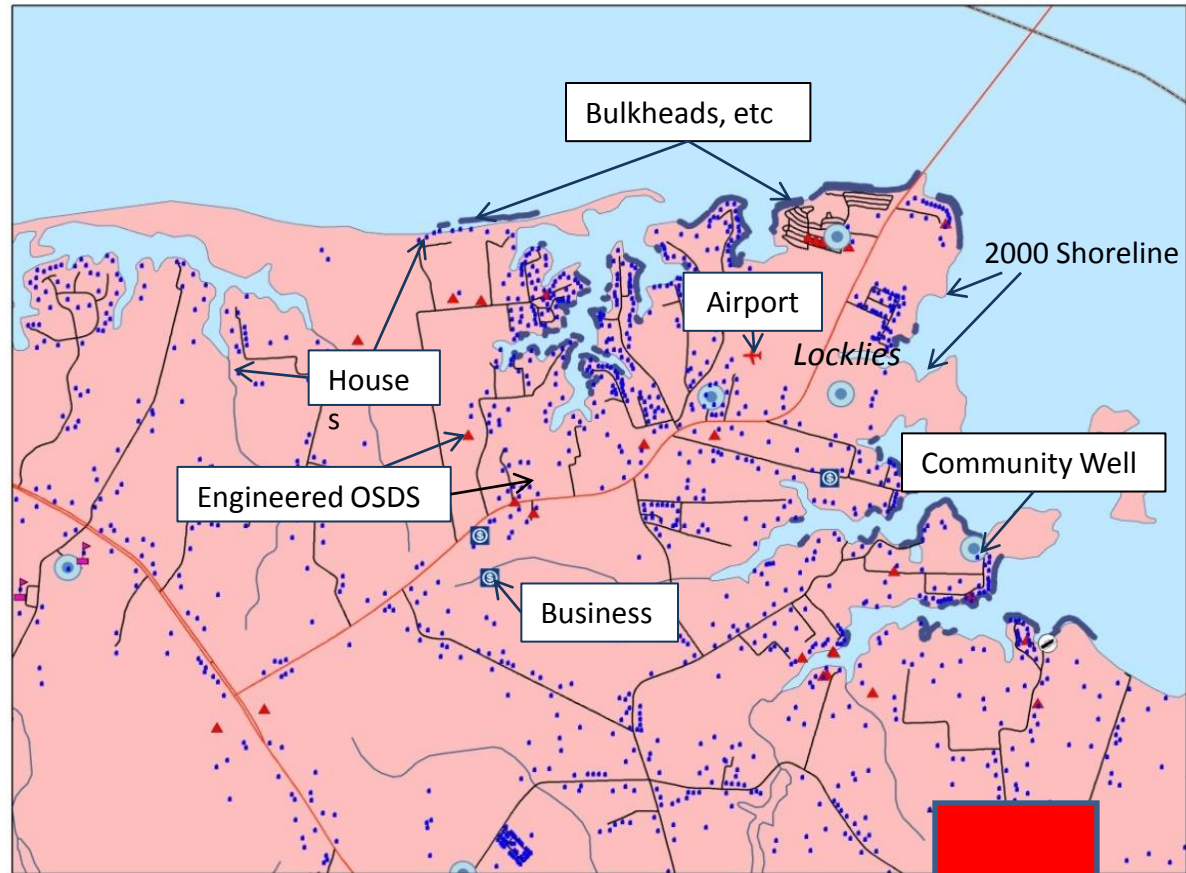 Bulkheads, etc
2000 Shoreline
Airport
Locklies
House
s
Community Well
Engineered OSDS
Business